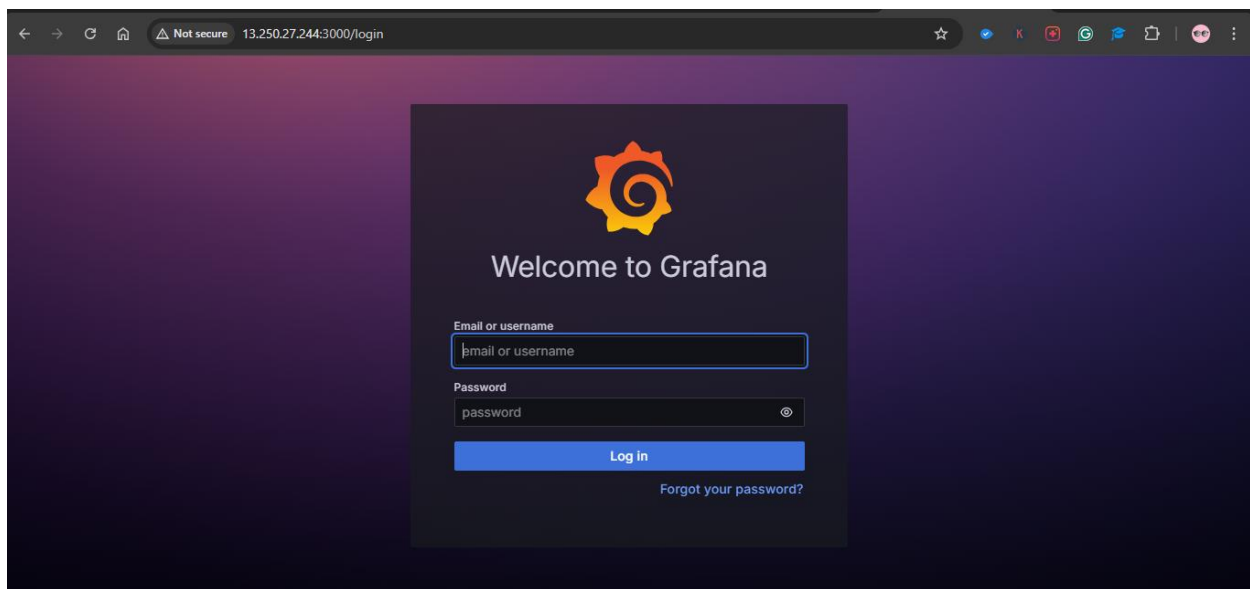 Not secure 13.250.27.244:3000/login
K
G
Welcome to Grafana
Email or username
email or username
Password
password
Log in
Forgot your password?